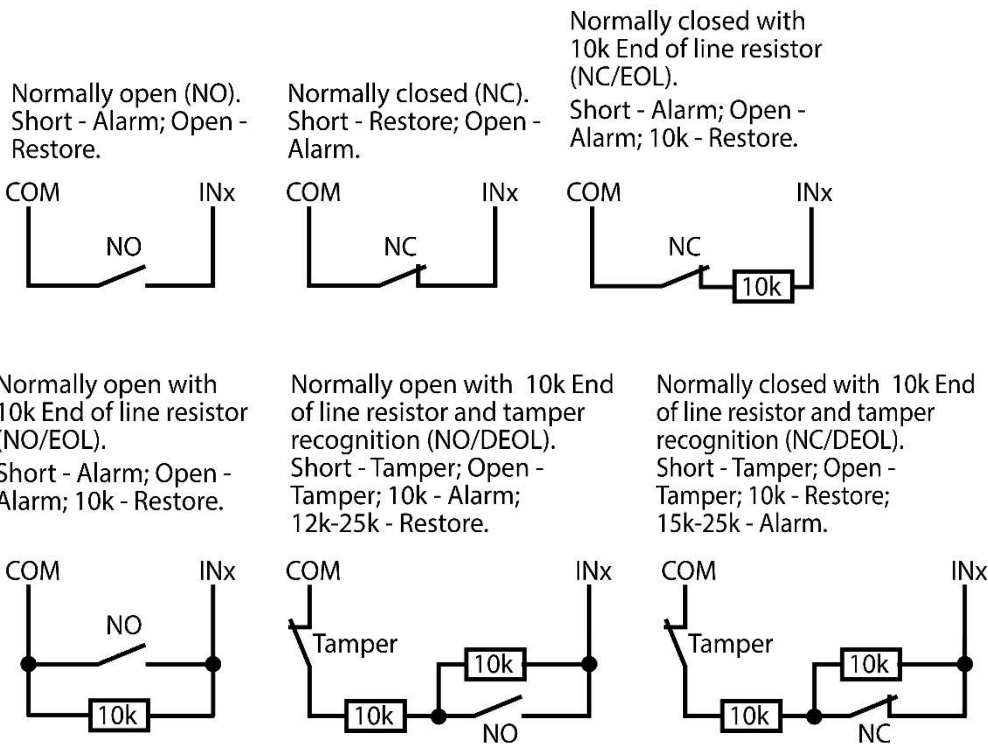 Normally open (NO).
Short - Alarm; Open -
Restore.
COM INx
NO
Normally closed (NC).
Short - Restore; Open -
Alarm.
COM INx
NC
Normally closed with
10k End of line resistor
(NC/EOL).
Short - Alarm; Open -
Alarm; 10k - Restore.
COM INx
NC
10k
Normally open with
10k End of line resistor
(NO/EOL).
Short - Alarm; Open -
Alarm; 10k - Restore.
COM INx
NO
10k
Normally open with 10k End
of line resistor and tamper
recognition (NO/DEOL).
Short - Tamper; Open -
Tamper; 10k - Alarm;
12k-25k - Restore.
COM INx
Tamper
10k
10k
NO
Normally closed with 10k End
of line resistor and tamper
recognition (NC/DEOL).
Short - Tamper; Open -
Tamper; 10k - Restore;
15k-25k - Alarm.
COM INx
Tamper
10k
10k
NC